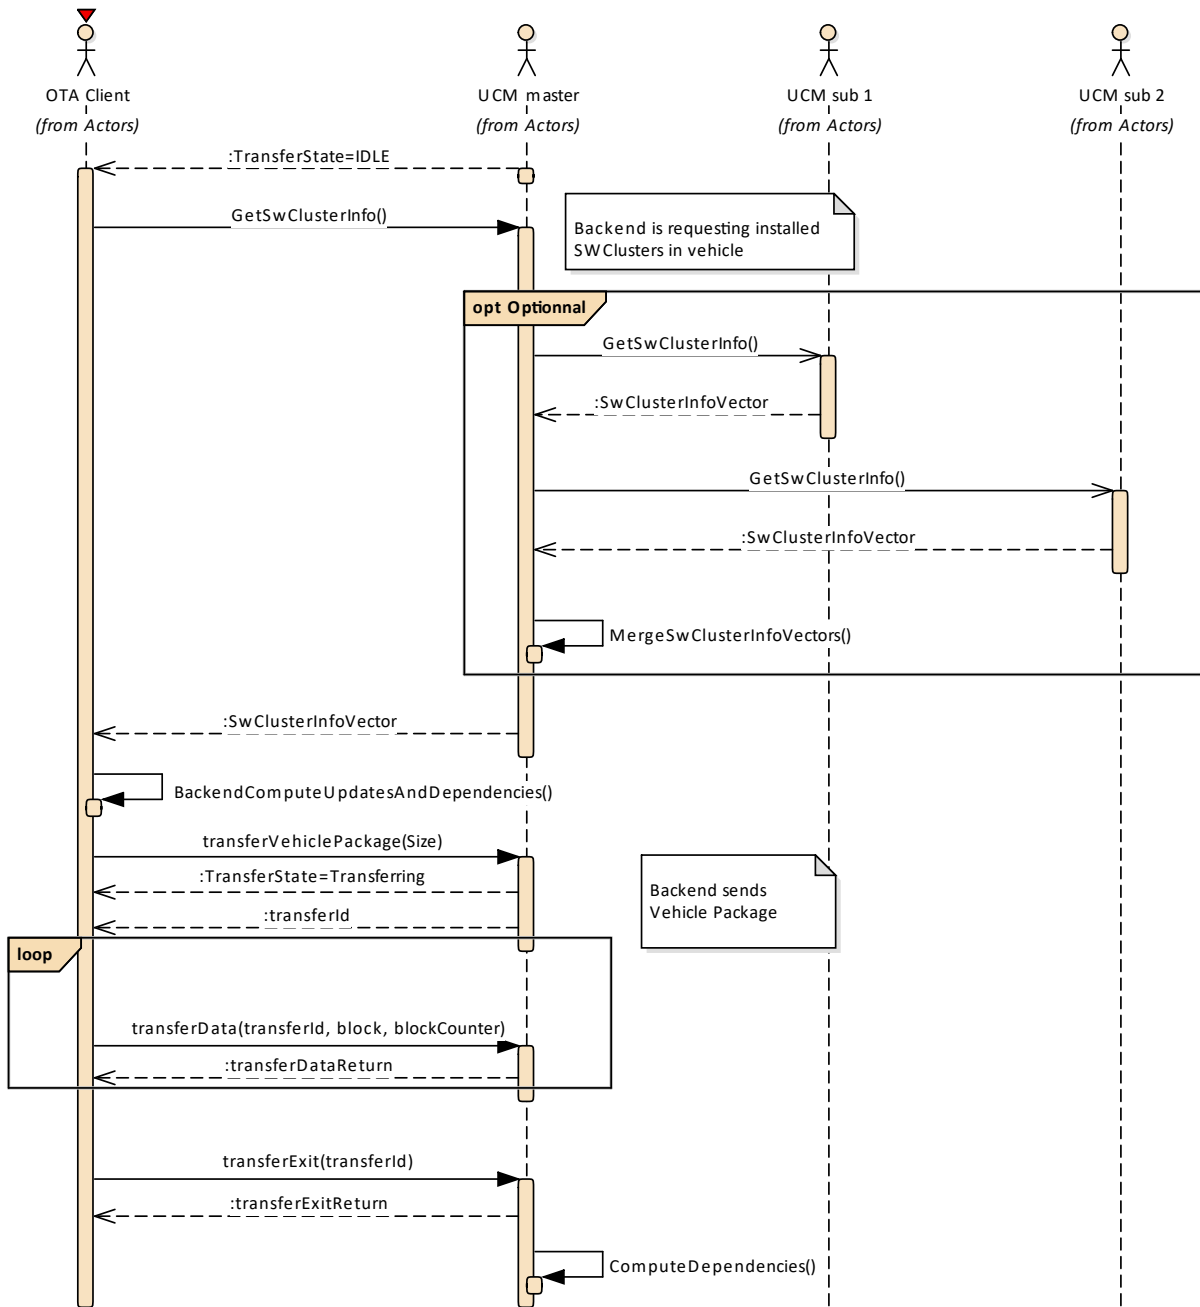 OTA Client
(from Actors)
UCM master
(from Actors)
UCM sub 1
(from Actors)
UCM sub 2
(from Actors)
:TransferState=IDLE
GetSwClusterInfo()
Backend is requesting installed
SWClusters in vehicle
opt Optionnal
GetSwClusterInfo()
:SwClusterInfoVector
GetSwClusterInfo()
:SwClusterInfoVector
MergeSwClusterInfoVectors()
:SwClusterInfoVector
BackendComputeUpdatesAndDependencies()
transferVehiclePackage(Size)
:TransferState=Transferring
Backend sends
Vehicle Package
:transferId
loop
transferData(transferId, block, blockCounter)
:transferDataReturn
transferExit(transferId)
:transferExitReturn
ComputeDependencies()